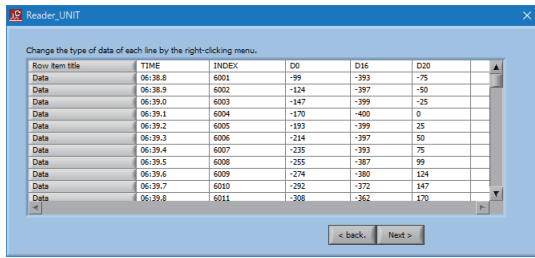 Reader_UNIT
Change the type of data of each line by the right-clicking menu.
Row item title TIME INDEX D0 D16 D20
Data 06:38.8 6001 -99 -393 -75
Data 06:38.9 6002 -124 -397 -50
Data 06:39.0 6003 -147 -399 -25
Data 06:39.1 6004 -170 -400 0
Data 06:39.2 6005 -193 -399 25
Data 06:39.3 6006 -214 -397 50
Data 06:39.4 6007 -235 -393 75
Data 06:39.5 6008 -255 -387 99
Data 06:39.6 6009 -274 -380 124
Data 06:39.7 6010 -292 -372 147
Data 06:39.8 6011 -308 -362 170
< back. Next >